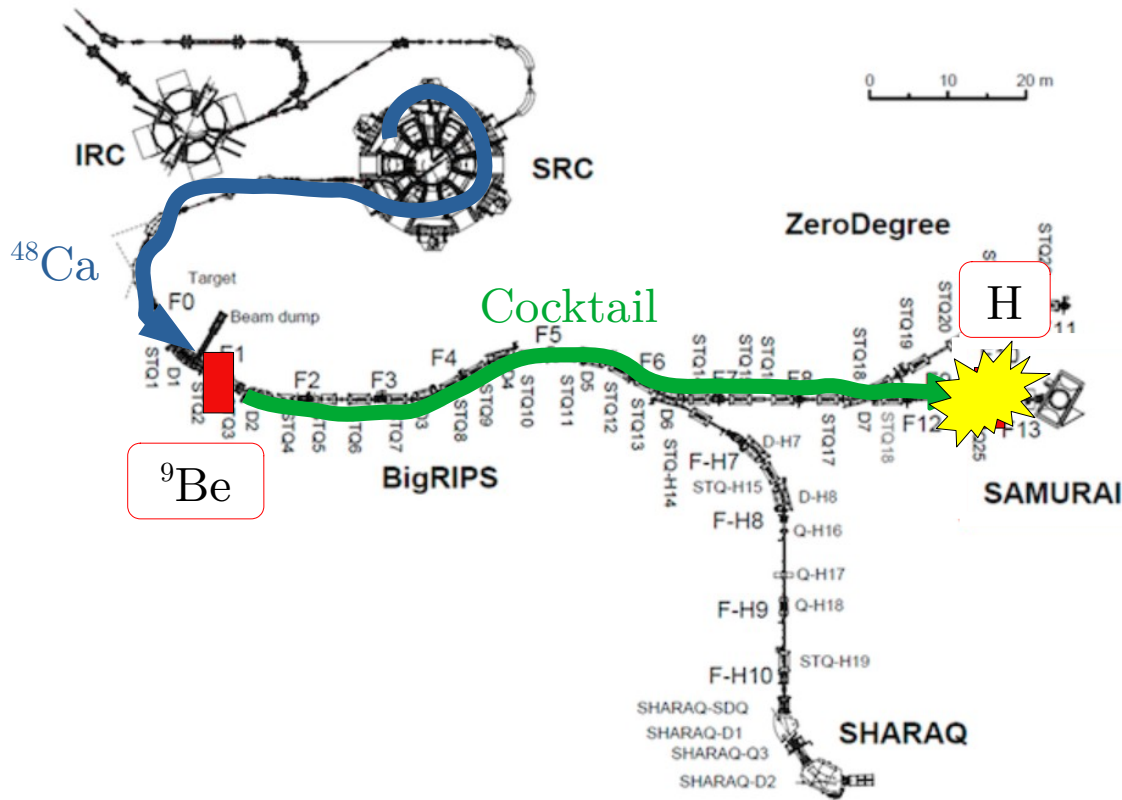 0 10 20 m
IRC
SRC
ZeroDegree
⁴⁸Ca
Target
F0
Beam dump
Cocktail
H
STQ20
STQ19
11
F1
F5
F4
F6
STQ18
STQ1
D1
STQ2
D2
F2
F3
STQ8
STQ9
STQ10
STQ11
D5
STQ12
STQ13
D6
STQ-H14
STQ17
D7
STQ18
F12
F13
STQ4
STQ5
STQ7
⁹Be
BigRIPS
SAMURAI
D-H7
F-H7
STQ-H15
D-H8
F-H8
Q-H16
Q-H17
F-H9
Q-H18
STQ-H19
F-H10
SHARAQ-SDQ
SHARAQ-D1
SHARAQ
SHARAQ-Q3
SHARAQ-D2